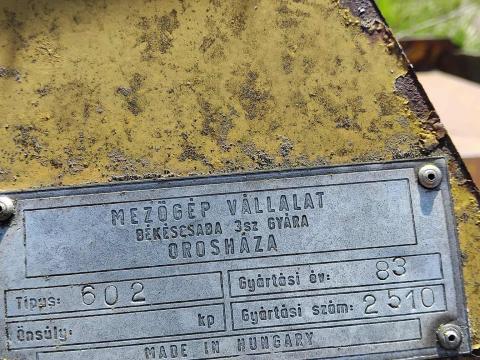 MEZŐGÉP VÁLLALAT
BÉKÉSCSABA 3sz GYÁRA
OROSHÁZA
Típus: 602
Gyártási év: 83
Önsúly: kp
Gyártási szám: 2510
MADE IN HUNGARY